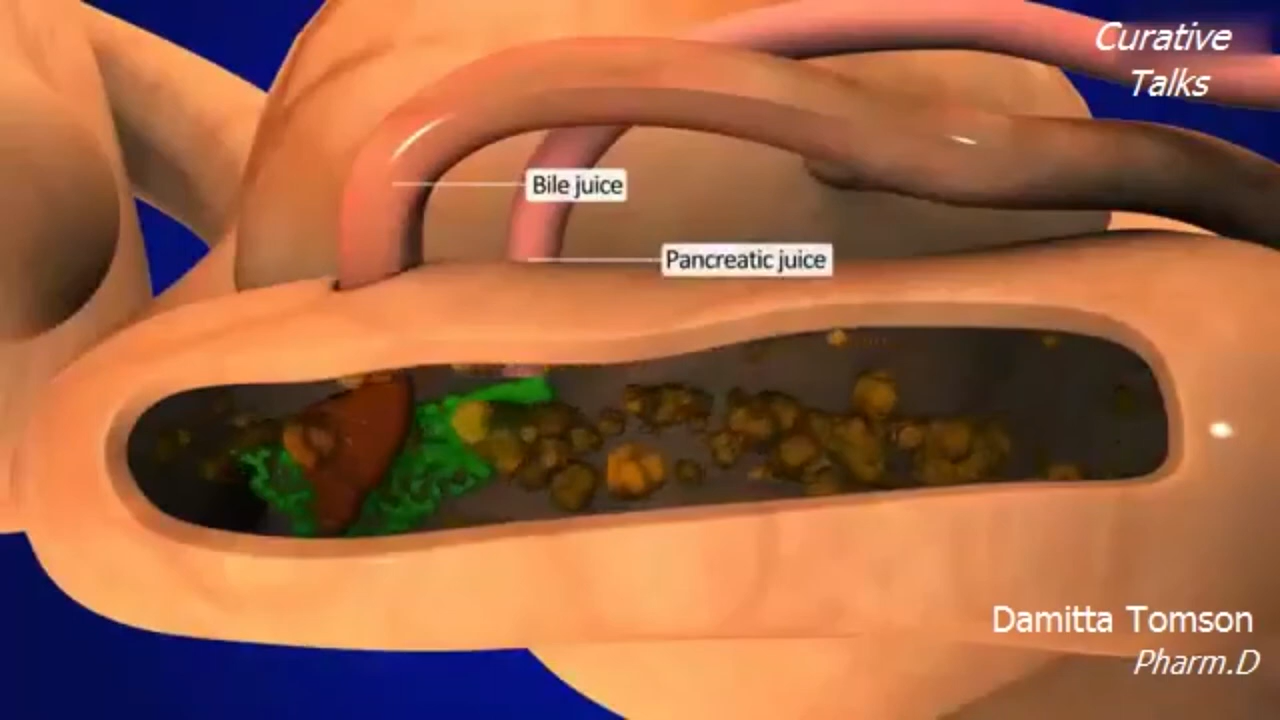 Curative
Talks
Bile juice
Pancreatic juice
Damitta Tomson
Pharm.D